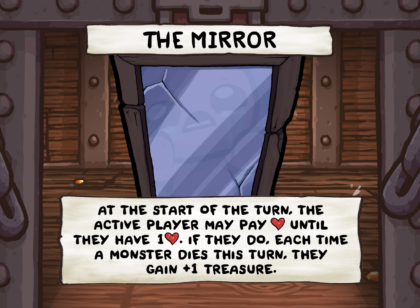 THE MIRROR
AT THE START OF THE TURN, THE
ACTIVE PLAYER MAY PAY ❤ UNTIL
THEY HAVE 1❤. IF THEY DO, EACH TIME
A MONSTER DIES THIS TURN, THEY
GAIN +1 TREASURE.